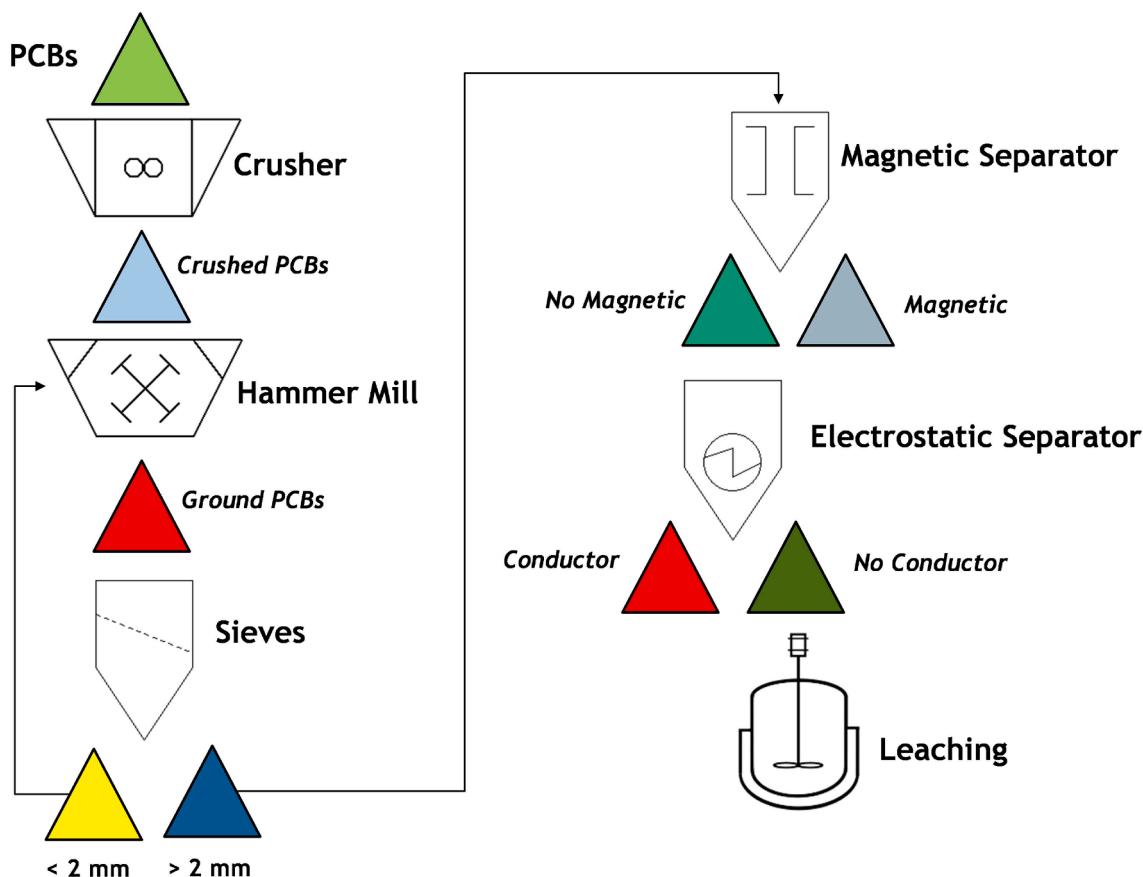 PCBs
Crusher
Crushed PCBs
Hammer Mill
Ground PCBs
Sieves
< 2 mm
> 2 mm
Magnetic Separator
No Magnetic
Magnetic
Electrostatic Separator
Conductor
No Conductor
Leaching